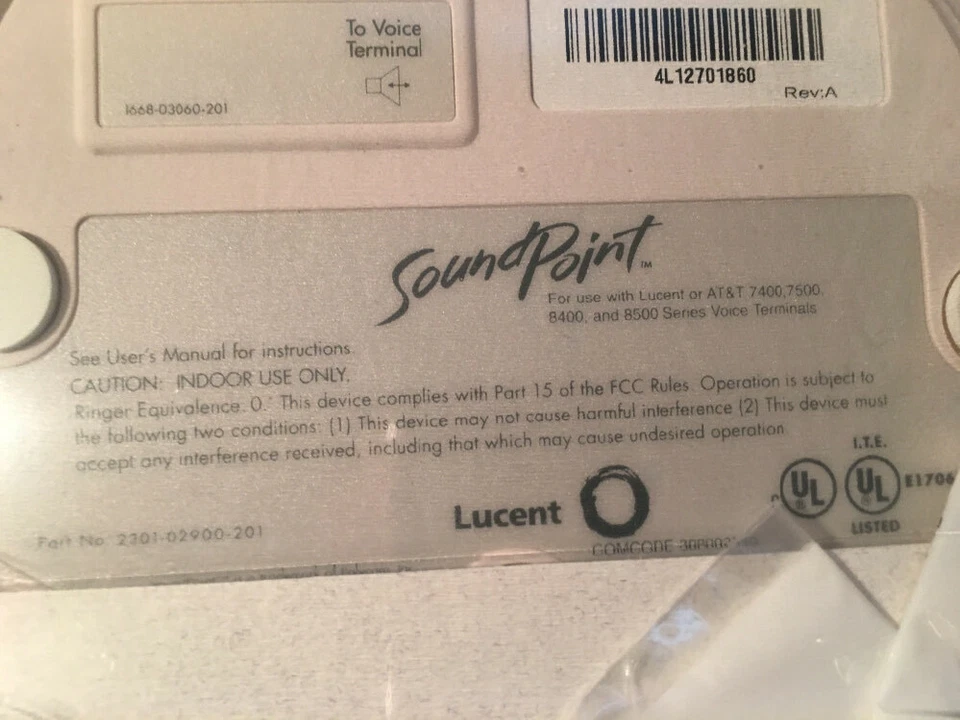 To Voice
Terminal
1668-03060-201
4L12701860
Rev:A
SoundPoint™
For use with Lucent or AT&T 7400,7500,
8400, and 8500 Series Voice Terminals
See User's Manual for instructions.
CAUTION: INDOOR USE ONLY.
Ringer Equivalence. 0." This device complies with Part 15 of the FCC Rules. Operation is subject to
the following two conditions: (1) This device may not cause harmful interference (2) This device must
accept any interference received, including that which may cause undesired operation
I.T.E.
UL
UL
E1706
LISTED
Lucent
Part No. 2301-02900-201
COMCODE